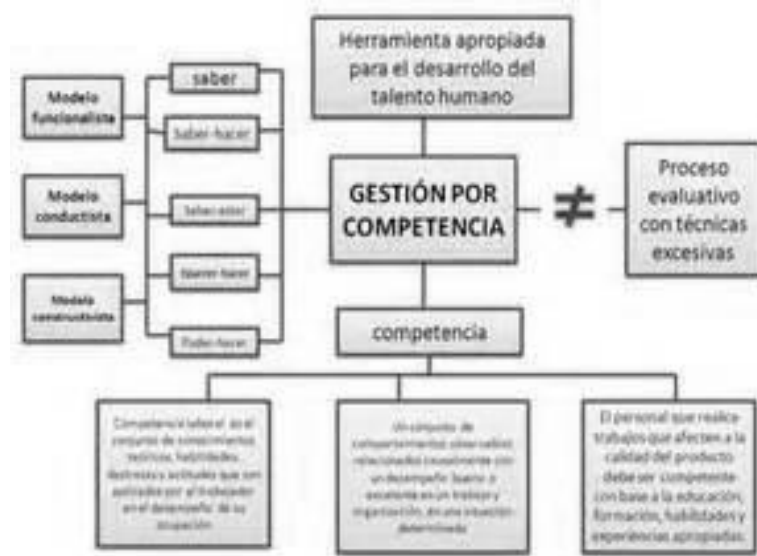 Herramienta apropiada
para el desarrollo del
talento humano
Modelo
funcionalista
Modelo
conductista
Modelo
constructivista
saber
Saber-hacer
Saber-estar
Querer-hacer
Poder-hacer
GESTIÓN POR
COMPETENCIA
≠
Proceso
evaluativo
con técnicas
excesivas
competencia
Competencia laboral es el
conjunto de conocimientos
teóricos, habilidades,
destrezas y actitudes que son
aplicados por el trabajador
en el desempeño de su
ocupación
Un conjunto de
comportamientos observables
relacionados causalmente con
un desempeño bueno o
excelente en un trabajo y
organización, en una situación
determinada
El personal que realice
trabajos que afecten a la
calidad del producto
debe ser competente
con base a la educación,
formación, habilidades y
experiencias apropiadas.